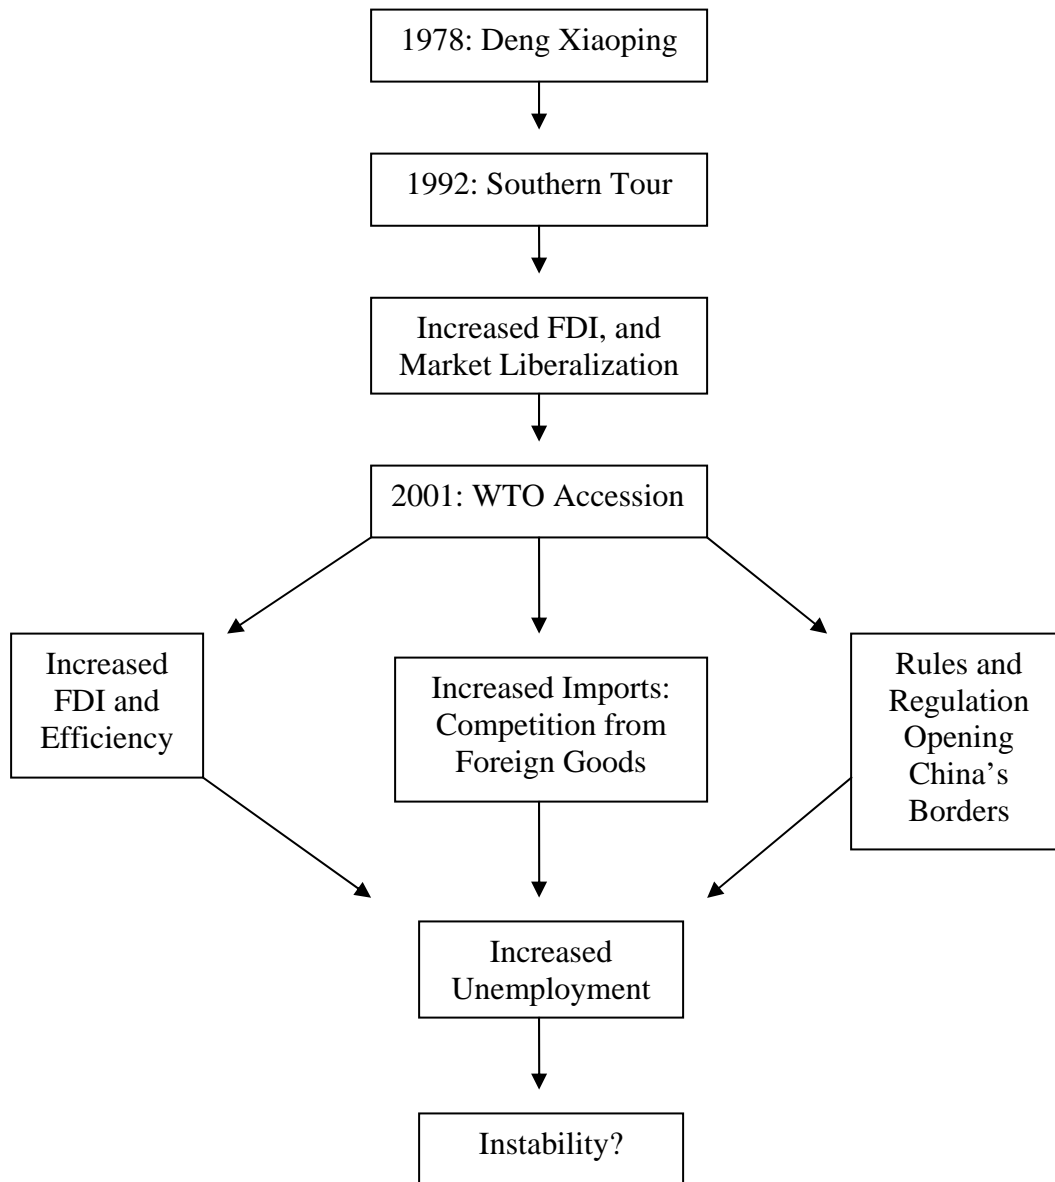 1978: Deng Xiaoping
1992: Southern Tour
Increased FDI, and
Market Liberalization
2001: WTO Accession
Increased
FDI and
Efficiency
Increased Imports:
Competition from
Foreign Goods
Rules and
Regulation
Opening
China’s
Borders
Increased
Unemployment
Instability?